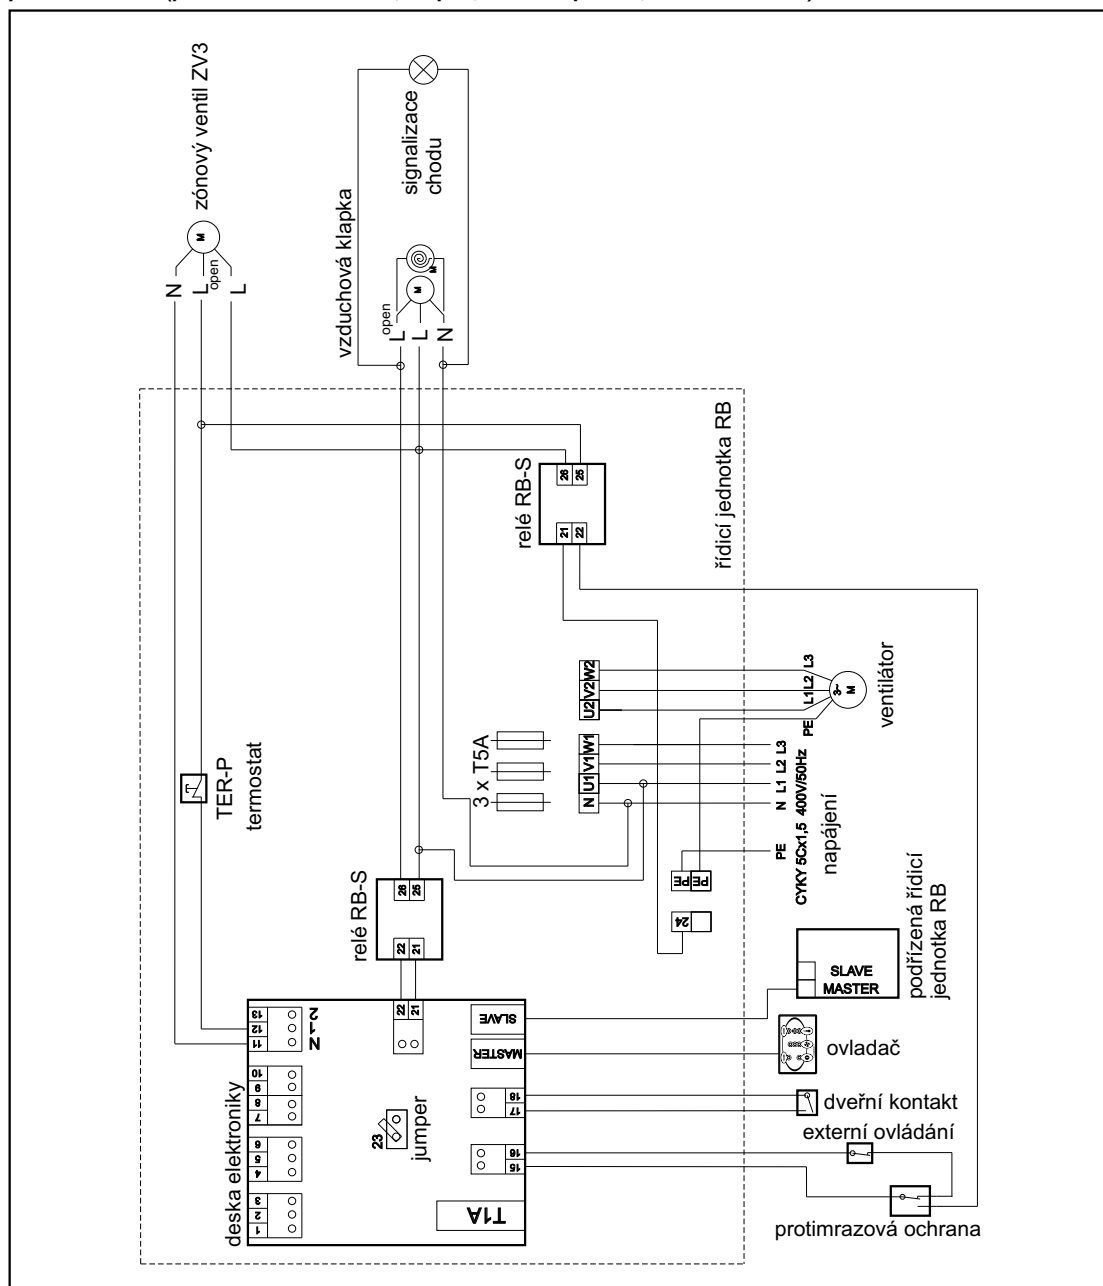 zónový ventil ZV3
M
N
L
open
L
signalizace
chodu
vzduchová klapka
M
M
open
L
L
N
řídicí jednotka RB
relé RB-S
26
25
21
22
TER-P
termostat
3 x T5A
U2
V2
W2
N
U1
V1
W1
PE
L1
L2
L3
3~
M
ventilátor
PE
N
L1
L2
L3
CYKY 5Cx1,5 400V/50Hz
napájení
PE
PE
24
relé RB-S
26
25
22
21
podřízená řídicí
jednotka RB
SLAVE
MASTER
ovladač
dveřní kontakt
externí ovládání
protimrazová ochrana
deska elektroniky
13
12
11
2
1
N
10
9
8
7
6
5
4
3
2
1
22
21
SLAVE
MASTER
18
17
16
15
23
jumper
T1A